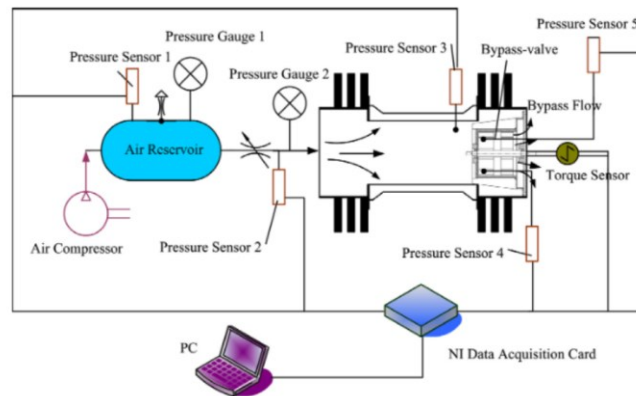 Pressure Gauge 1
Pressure Sensor 5
Pressure Sensor 1
Pressure Sensor 3
Bypass-valve
Pressure Gauge 2
Bypass Flow
Air Reservoir
Torque Sensor
Pressure Sensor 2
Air Compressor
Pressure Sensor 4
PC
NI Data Acquisition Card